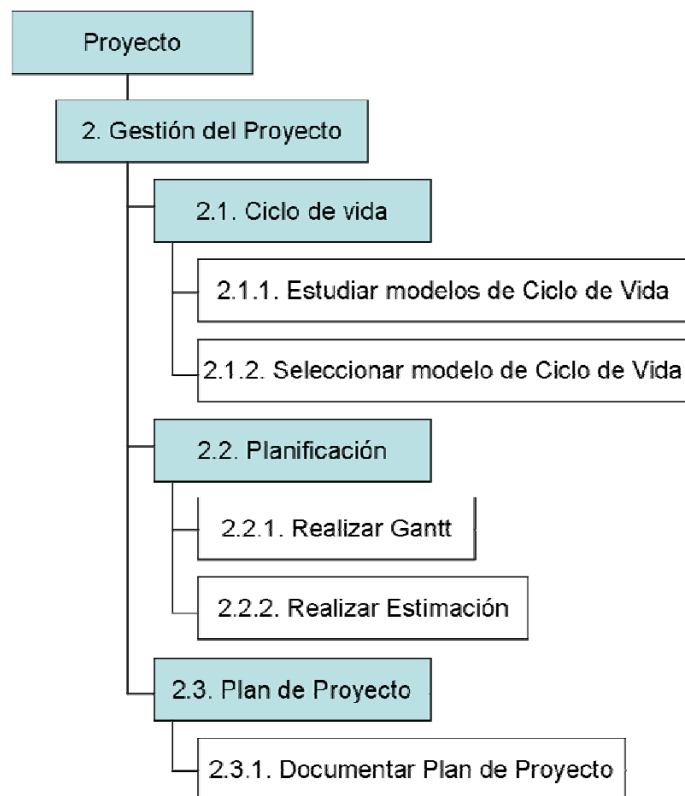 Proyecto
2. Gestión del Proyecto
2.1. Ciclo de vida
2.1.1. Estudiar modelos de Ciclo de Vida
2.1.2. Seleccionar modelo de Ciclo de Vida
2.2. Planificación
2.2.1. Realizar Gantt
2.2.2. Realizar Estimación
2.3. Plan de Proyecto
2.3.1. Documentar Plan de Proyecto